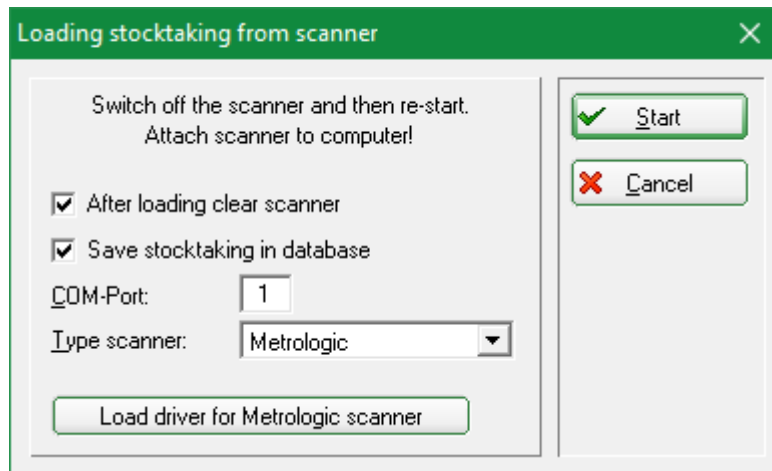 Loading stocktaking from scanner
Switch off the scanner and then re-start.
Attach scanner to computer!
After loading clear scanner
Save stocktaking in database
COM-Port: 1
Type scanner: Metrologic
Load driver for Metrologic scanner
Start
Cancel